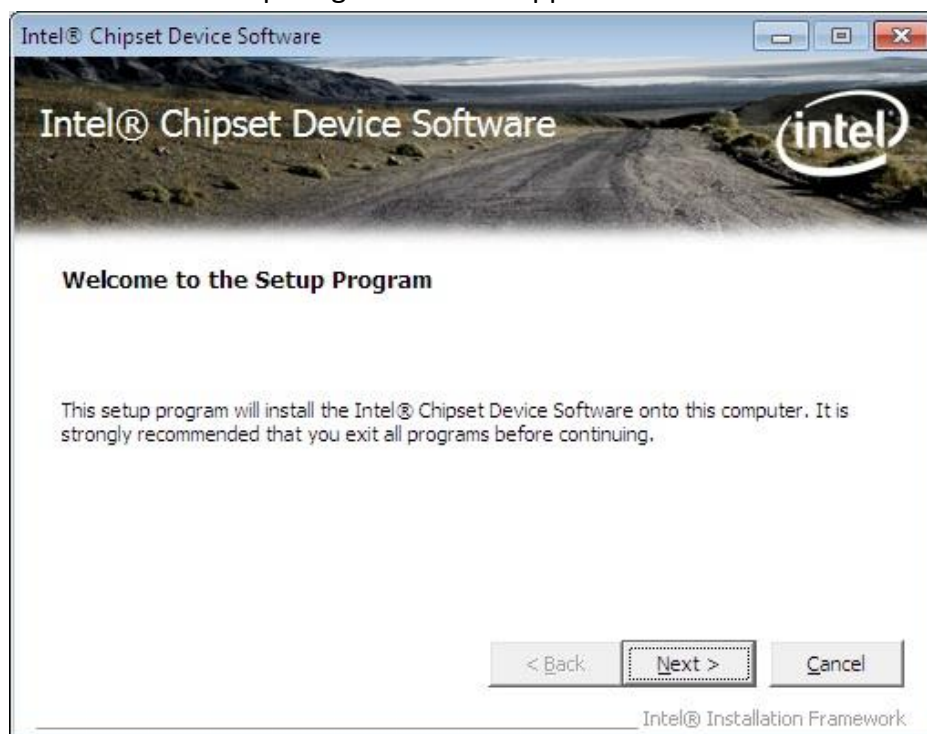 Intel® Chipset Device Software
Intel® Chipset Device Software
intel
Welcome to the Setup Program
This setup program will install the Intel® Chipset Device Software onto this computer. It is
strongly recommended that you exit all programs before continuing.
< Back Next > Cancel
Intel® Installation Framework